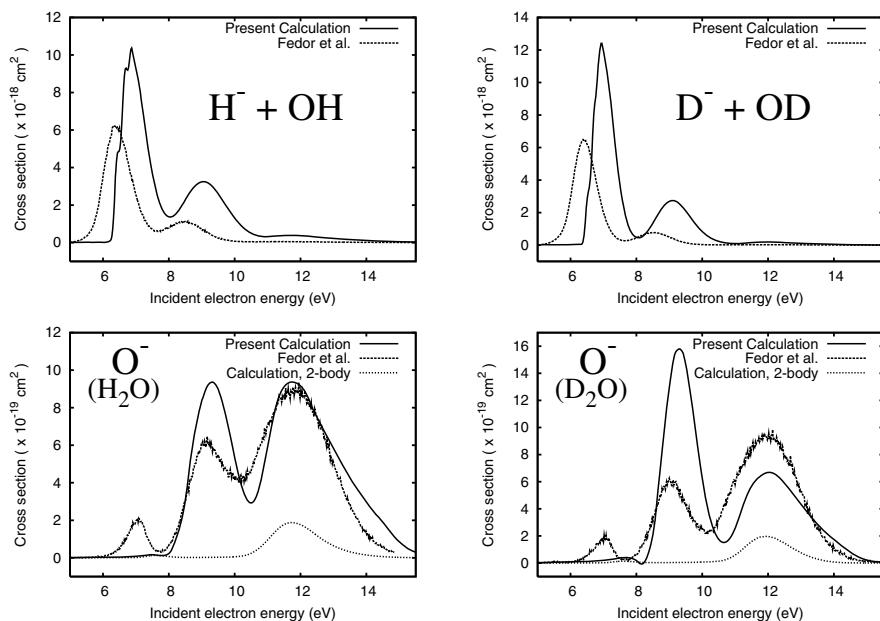 12
10
8
6
4
2
0
Cross section ( x 10⁻¹⁸ cm² )
Present Calculation
Fedor et al.
H⁻ + OH
6 8 10 12 14
Incident electron energy (eV)
14
12
10
8
6
4
2
0
Cross section ( x 10⁻¹⁸ cm² )
Present Calculation
Fedor et al.
D⁻ + OD
6 8 10 12 14
Incident electron energy (eV)
12
10
8
6
4
2
0
Cross section ( x 10⁻¹⁹ cm² )
O⁻
(H₂O)
Present Calculation
Fedor et al.
Calculation, 2-body
6 8 10 12 14
Incident electron energy (eV)
16
14
12
10
8
6
4
2
0
Cross section ( x 10⁻¹⁹ cm² )
O⁻
(D₂O)
Present Calculation
Fedor et al.
Calculation, 2-body
6 8 10 12 14
Incident electron energy (eV)